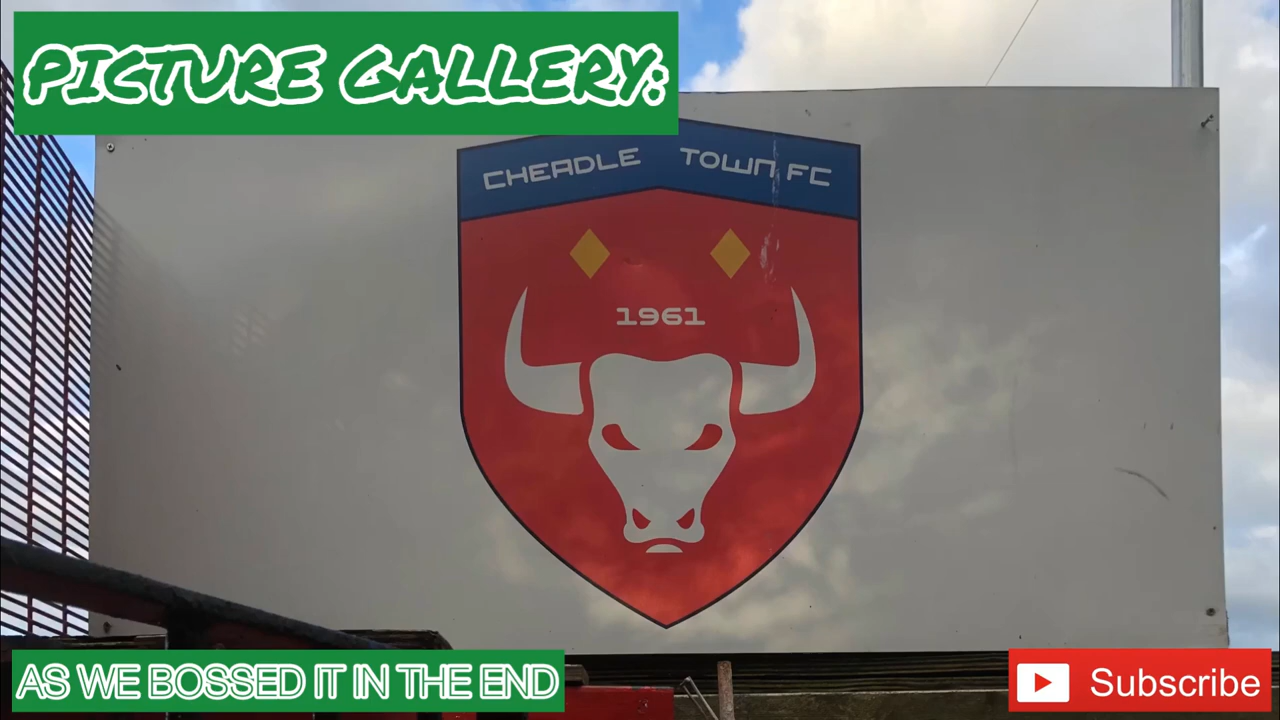 PICTURE GALLERY:
CHEADLE TOWN FC
1961
AS WE BOSSED IT IN THE END
Subscribe